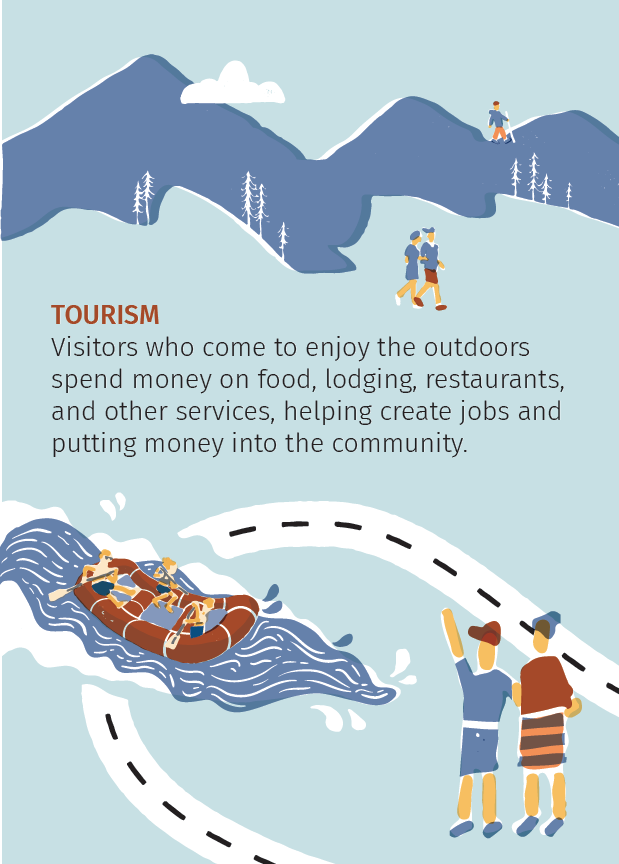 TOURISM
Visitors who come to enjoy the outdoors
spend money on food, lodging, restaurants,
and other services, helping create jobs and
putting money into the community.